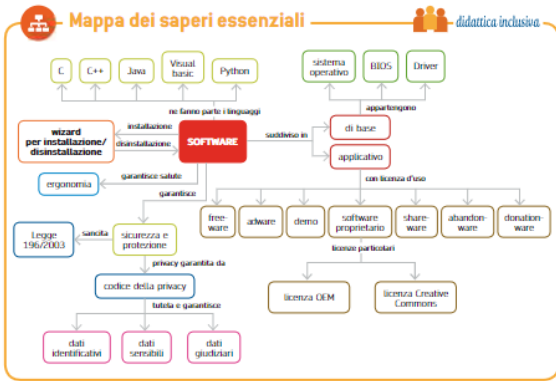 Mappa dei saperi essenziali
didattica inclusiva
C
C++
Java
Visual
basic
Python
sistema
operativo
BIOS
Driver
ne fanno parte i linguaggi
appartengono
wizard
per installazione/
disinstallazione
installazione
disinstallazione
SOFTWARE
suddiviso in
di base
applicativo
ergonomia
garantisce salute
garantisce
con licenza d'uso
free-
ware
adware
demo
software
proprietario
share-
ware
abandon-
ware
donation-
ware
Legge
196/2003
sancita
sicurezza e
protezione
licenze particolari
privacy garantita da
codice della privacy
licenza OEM
licenza Creative
Commons
tutela e garantisce
dati
identificativi
dati
sensibili
dati
giudiziari